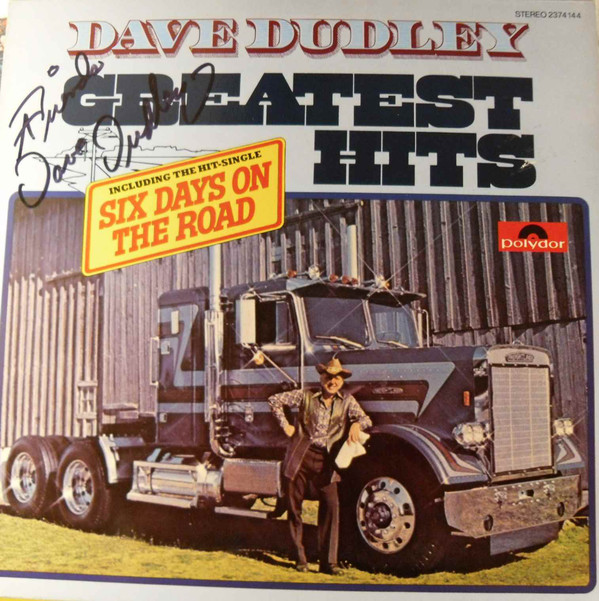 STEREO 2374144
DAVE DUDLEY
GREATEST
HITS
Dave Dudley
INCLUDING THE HIT-SINGLE
SIX DAYS ON
THE ROAD
polydor